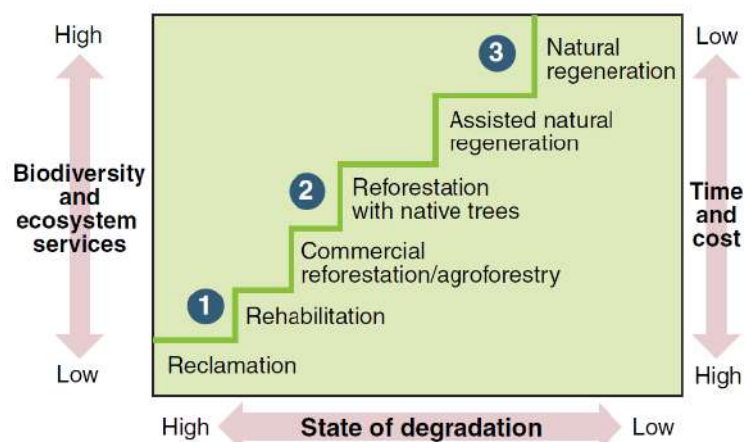 High
Biodiversity
and
ecosystem
services
Low
3
Natural
regeneration
Assisted natural
regeneration
2
Reforestation
with native trees
Commercial
reforestation/agroforestry
1
Rehabilitation
Reclamation
Low
Time
and
cost
High
High
State of degradation
Low